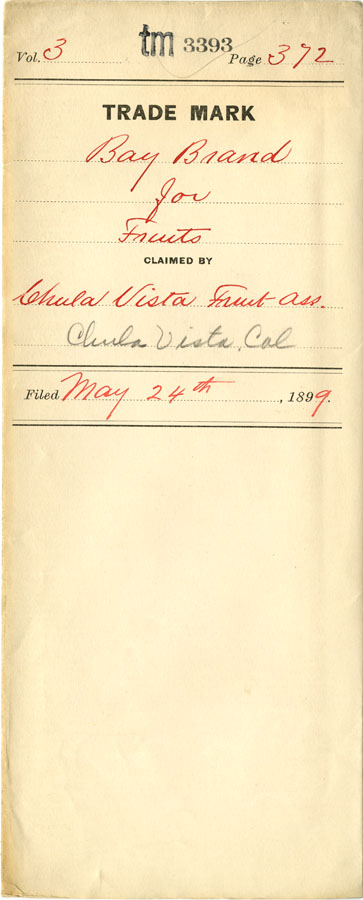 Vol. 3 tm 3393 Page 372
TRADE MARK
Bay Brand
for
Fruits
CLAIMED BY
Chula Vista Fruit Ass.
Chula Vista, Cal
Filed May 24th, 1899.